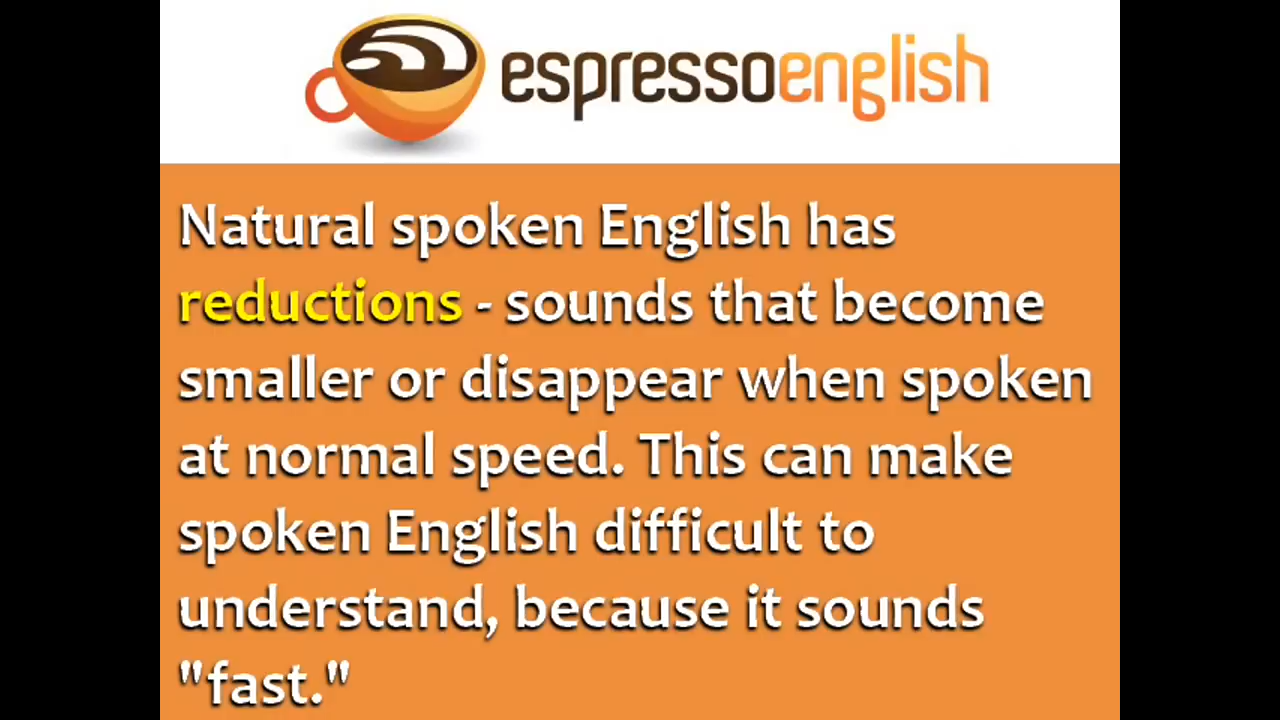 espressoenglish
Natural spoken English has
reductions - sounds that become
smaller or disappear when spoken
at normal speed. This can make
spoken English difficult to
understand, because it sounds
"fast."